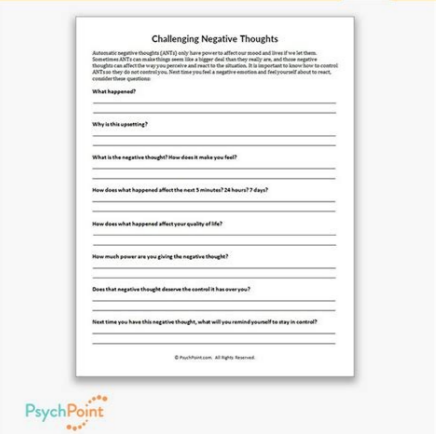 Challenging Negative Thoughts
Automatic negative thoughts (ANTs) only have power to affect our mood and lives if we let them.
Sometimes ANTs can make things seem like a bigger deal than they really are, and those negative
thoughts can affect the way you perceive and react to the situation. It is important to know how to control
ANTs so they do not control you. Next time you feel a negative emotion and feel yourself about to react,
consider these questions:
What happened?
Why is this upsetting?
What is the negative thought? How does it make you feel?
How does what happened affect the next 5 minutes? 24 hours? 7 days?
How does what happened affect your quality of life?
How much power are you giving the negative thought?
Does that negative thought deserve the control it has over you?
Next time you have this negative thought, what will you remind yourself to stay in control?
© PsychPoint.com. All Rights Reserved.
PsychPoint